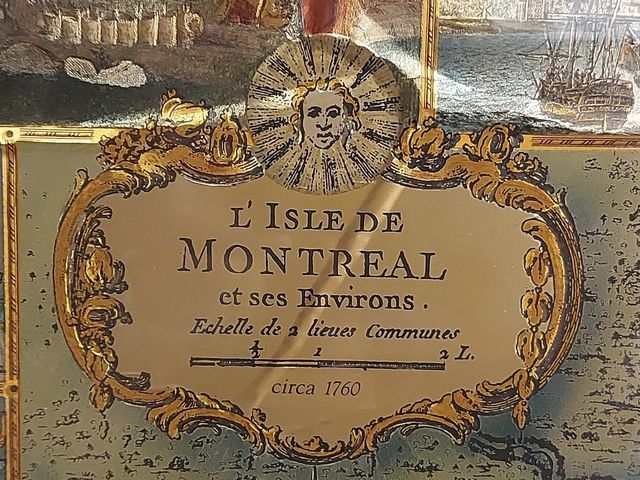 L'ISLE DE
MONTREAL
et ses Environs.
Echelle de 2 lieues Communes
½ 1 2 L.
circa 1760